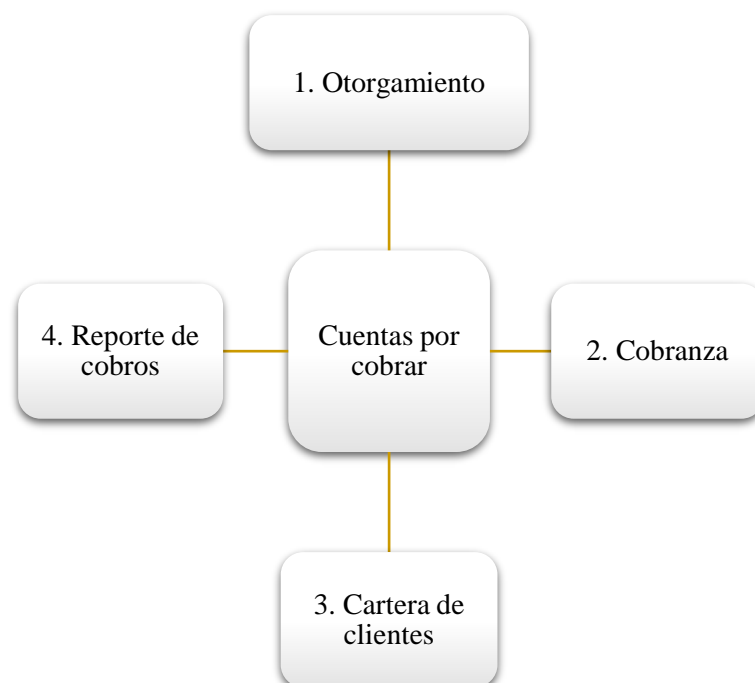 1. Otorgamiento
4. Reporte de
cobros
Cuentas por
cobrar
2. Cobranza
3. Cartera de
clientes